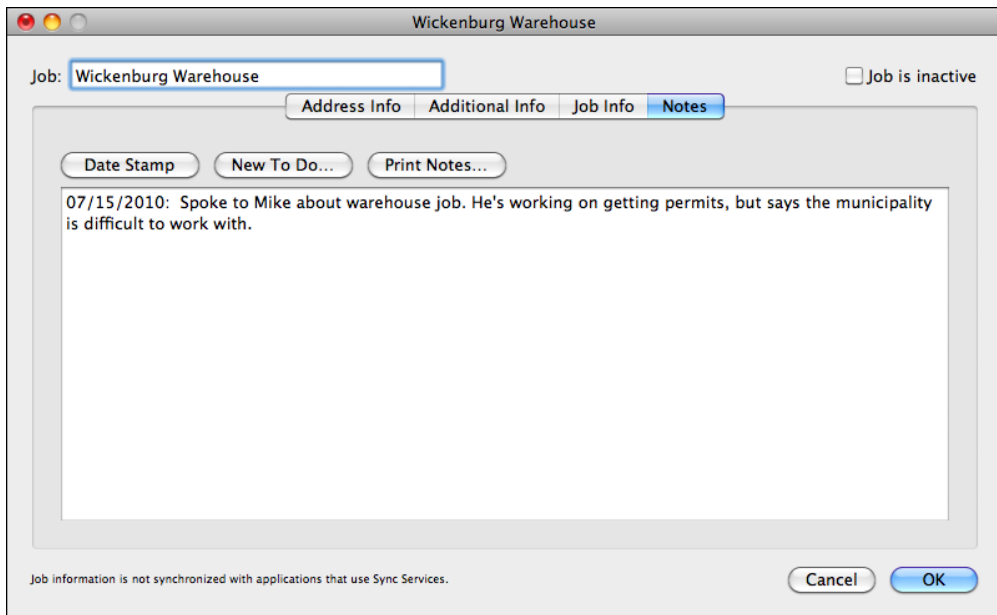 Wickenburg Warehouse
Job: Wickenburg Warehouse
Job is inactive
Address Info Additional Info Job Info Notes
Date Stamp New To Do... Print Notes...
07/15/2010:  Spoke to Mike about warehouse job. He's working on getting permits, but says the municipality
is difficult to work with.
Job information is not synchronized with applications that use Sync Services.
Cancel OK